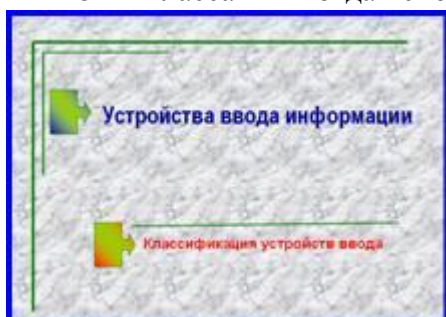 Устройства ввода информации
Классификация устройств ввода